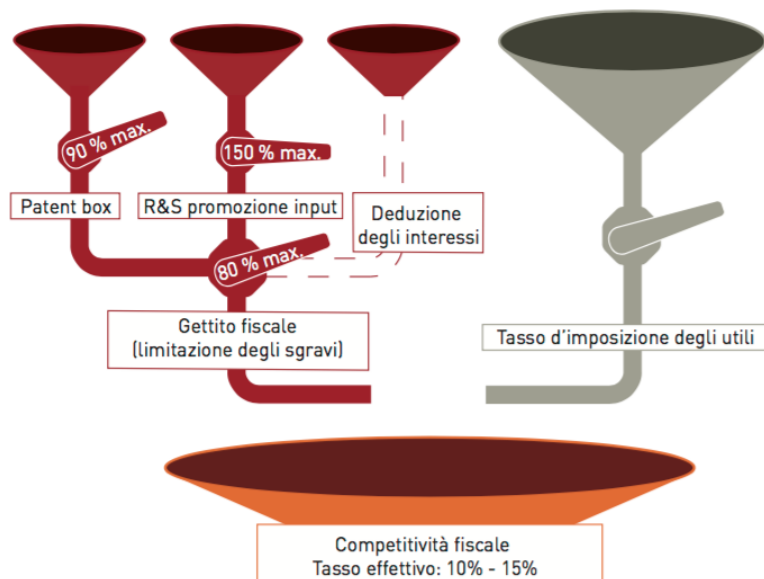 90 % max.
150 % max.
Patent box
R&S promozione input
Deduzione
degli interessi
80 % max.
Gettito fiscale
(limitazione degli sgravi)
Tasso d’imposizione degli utili
Competitività fiscale
Tasso effettivo: 10% - 15%